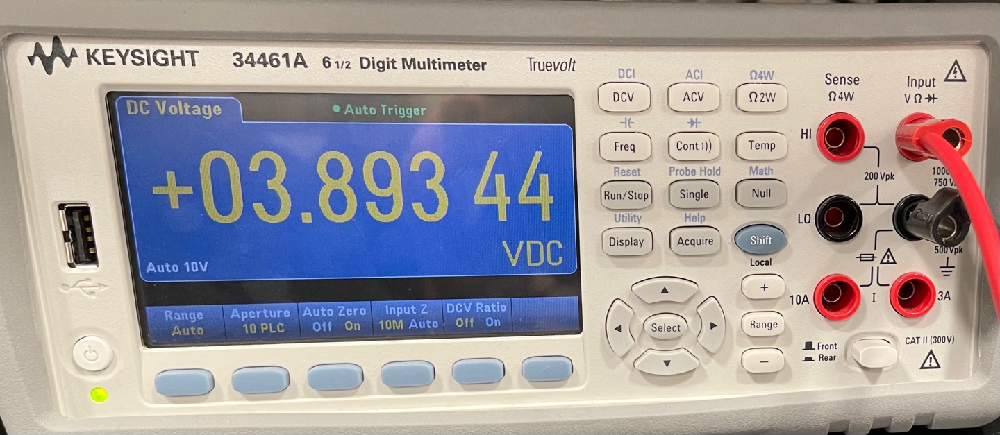 KEYSIGHT 34461A 6 1/2 Digit Multimeter Truevolt
DC Voltage
Auto Trigger
+03.893 44
VDC
Auto 10V
Range
Auto
Aperture
10 PLC
Auto Zero
Off On
Input Z
10M Auto
DCV Ratio
Off On
DCI ACI Ω4W
DCV ACV Ω2W
Freq Cont Temp
Reset Probe Hold Math
Run/Stop Single Null
Utility Help
Display Acquire Shift
Local
+
Select
Range
−
Sense
Ω4W
Input
V Ω
HI
200 Vpk
750 V
LO
500 Vpk
10A I 3A
Front
Rear
CAT II (300V)